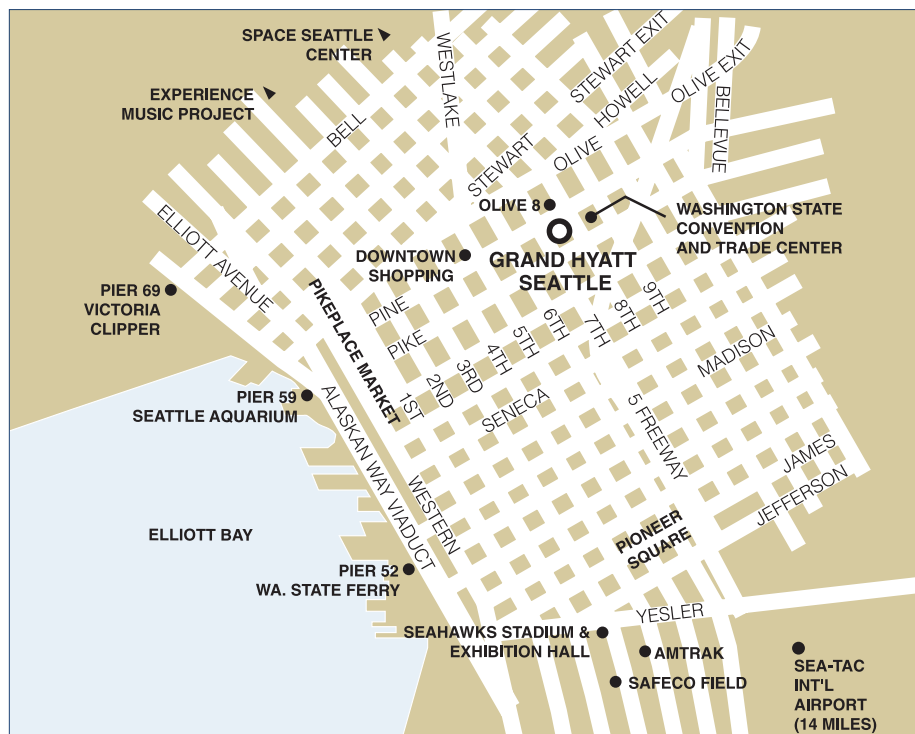 SPACE SEATTLE
CENTER
EXPERIENCE
MUSIC PROJECT
WESTLAKE
STEWART EXIT
HOWELL
OLIVE EXIT
BELLEVUE
BELL
STEWART
OLIVE
OLIVE 8
WASHINGTON STATE
CONVENTION
AND TRADE CENTER
ELLIOTT AVENUE
DOWNTOWN
SHOPPING
GRAND HYATT
SEATTLE
PIER 69
VICTORIA
CLIPPER
PIKEPLACE MARKET
PINE
PIKE
1ST
2ND
3RD
4TH
5TH
6TH
7TH
8TH
9TH
MADISON
SENECA
PIER 59
SEATTLE AQUARIUM
ALASKAN WAY VIADUCT
WESTERN
5 FREEWAY
JAMES
JEFFERSON
ELLIOTT BAY
PIONEER
SQUARE
PIER 52
WA. STATE FERRY
YESLER
SEAHAWKS STADIUM &
EXHIBITION HALL
AMTRAK
SAFECO FIELD
SEA-TAC
INT'L
AIRPORT
(14 MILES)